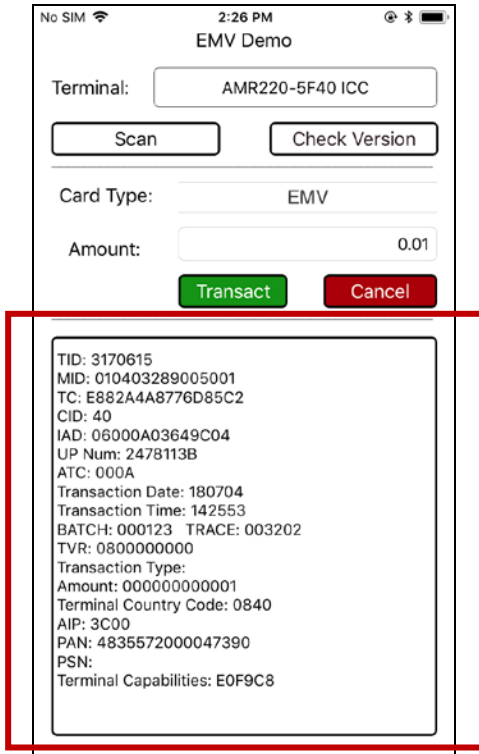 No SIM 2:26 PM
EMV Demo
Terminal: AMR220-5F40 ICC
Scan Check Version
Card Type: EMV
Amount: 0.01
Transact Cancel
TID: 3170615
MID: 010403289005001
TC: E882A4A8776D85C2
CID: 40
IAD: 06000A03649C04
UP Num: 2478113B
ATC: 000A
Transaction Date: 180704
Transaction Time: 142553
BATCH: 000123 TRACE: 003202
TVR: 0800000000
Transaction Type:
Amount: 000000000001
Terminal Country Code: 0840
AIP: 3C00
PAN: 4835572000047390
PSN:
Terminal Capabilities: E0F9C8